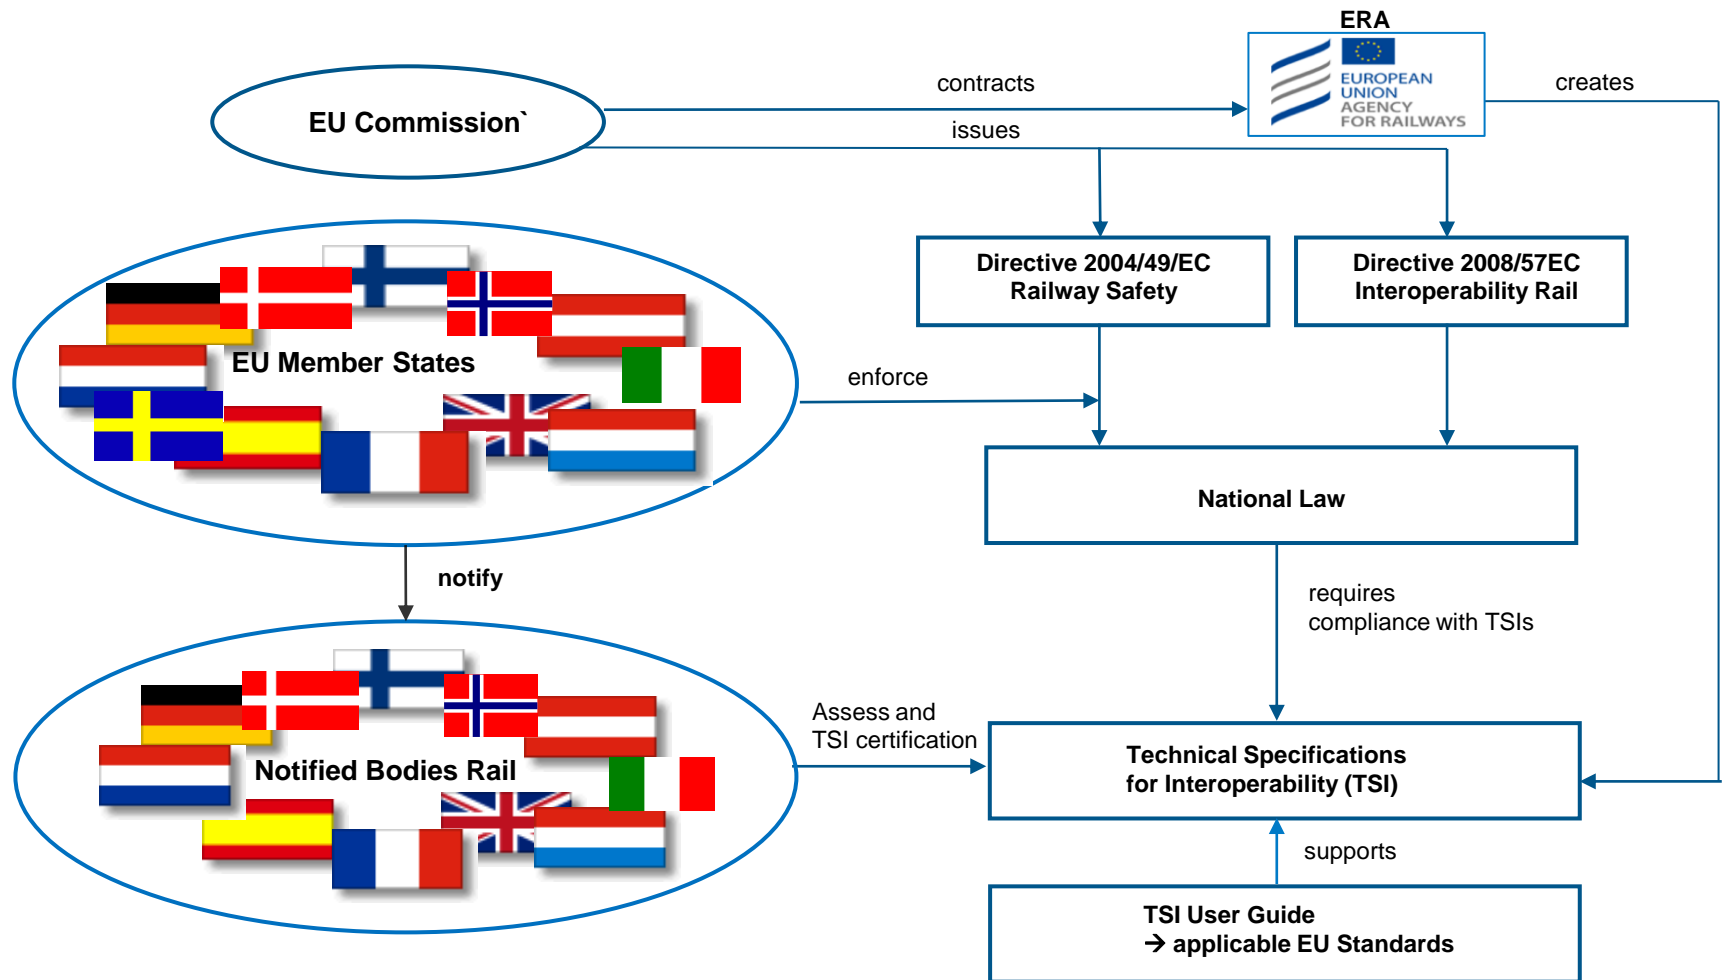 ERA
EUROPEAN
UNION
AGENCY
FOR RAILWAYS
contracts
creates
EU Commission`
issues
Directive 2004/49/EC
Railway Safety
Directive 2008/57EC
Interoperability Rail
EU Member States
enforce
National Law
notify
requires
compliance with TSIs
Notified Bodies Rail
Assess and
TSI certification
Technical Specifications
for Interoperability (TSI)
supports
TSI User Guide
→ applicable EU Standards